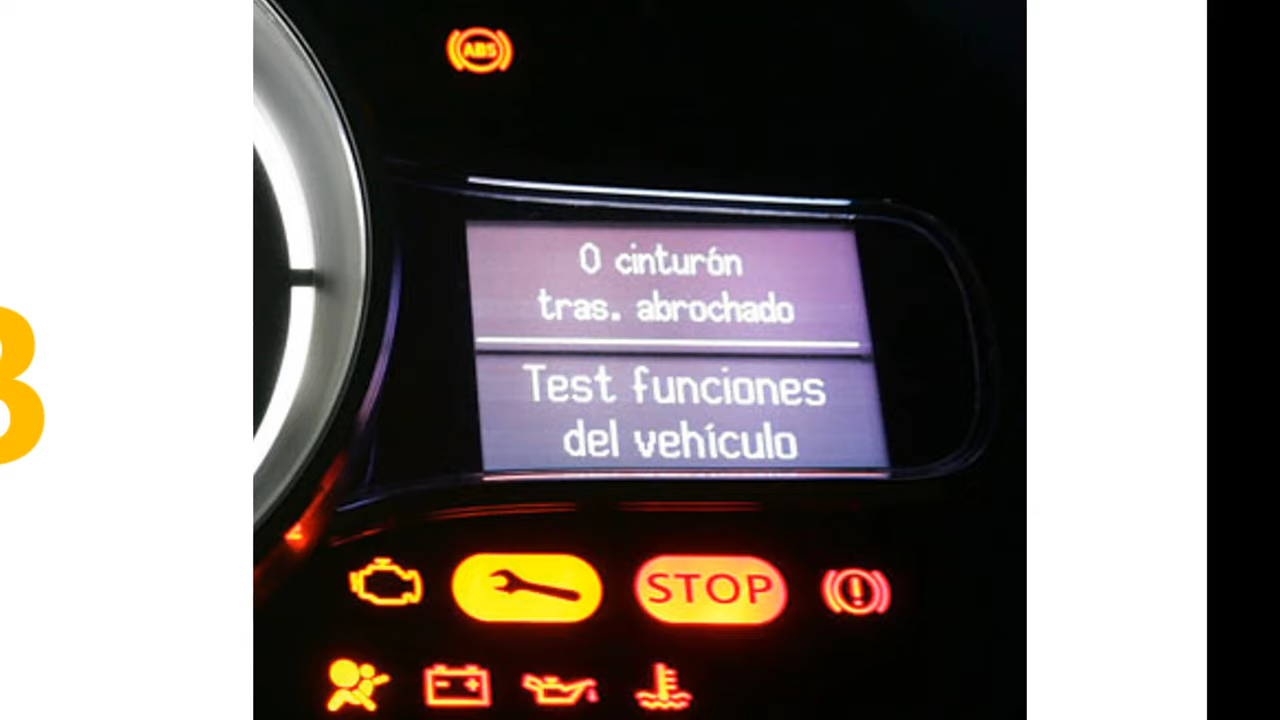 ABS
0 cinturón
tras. abrochado
Test funciones
del vehículo
STOP